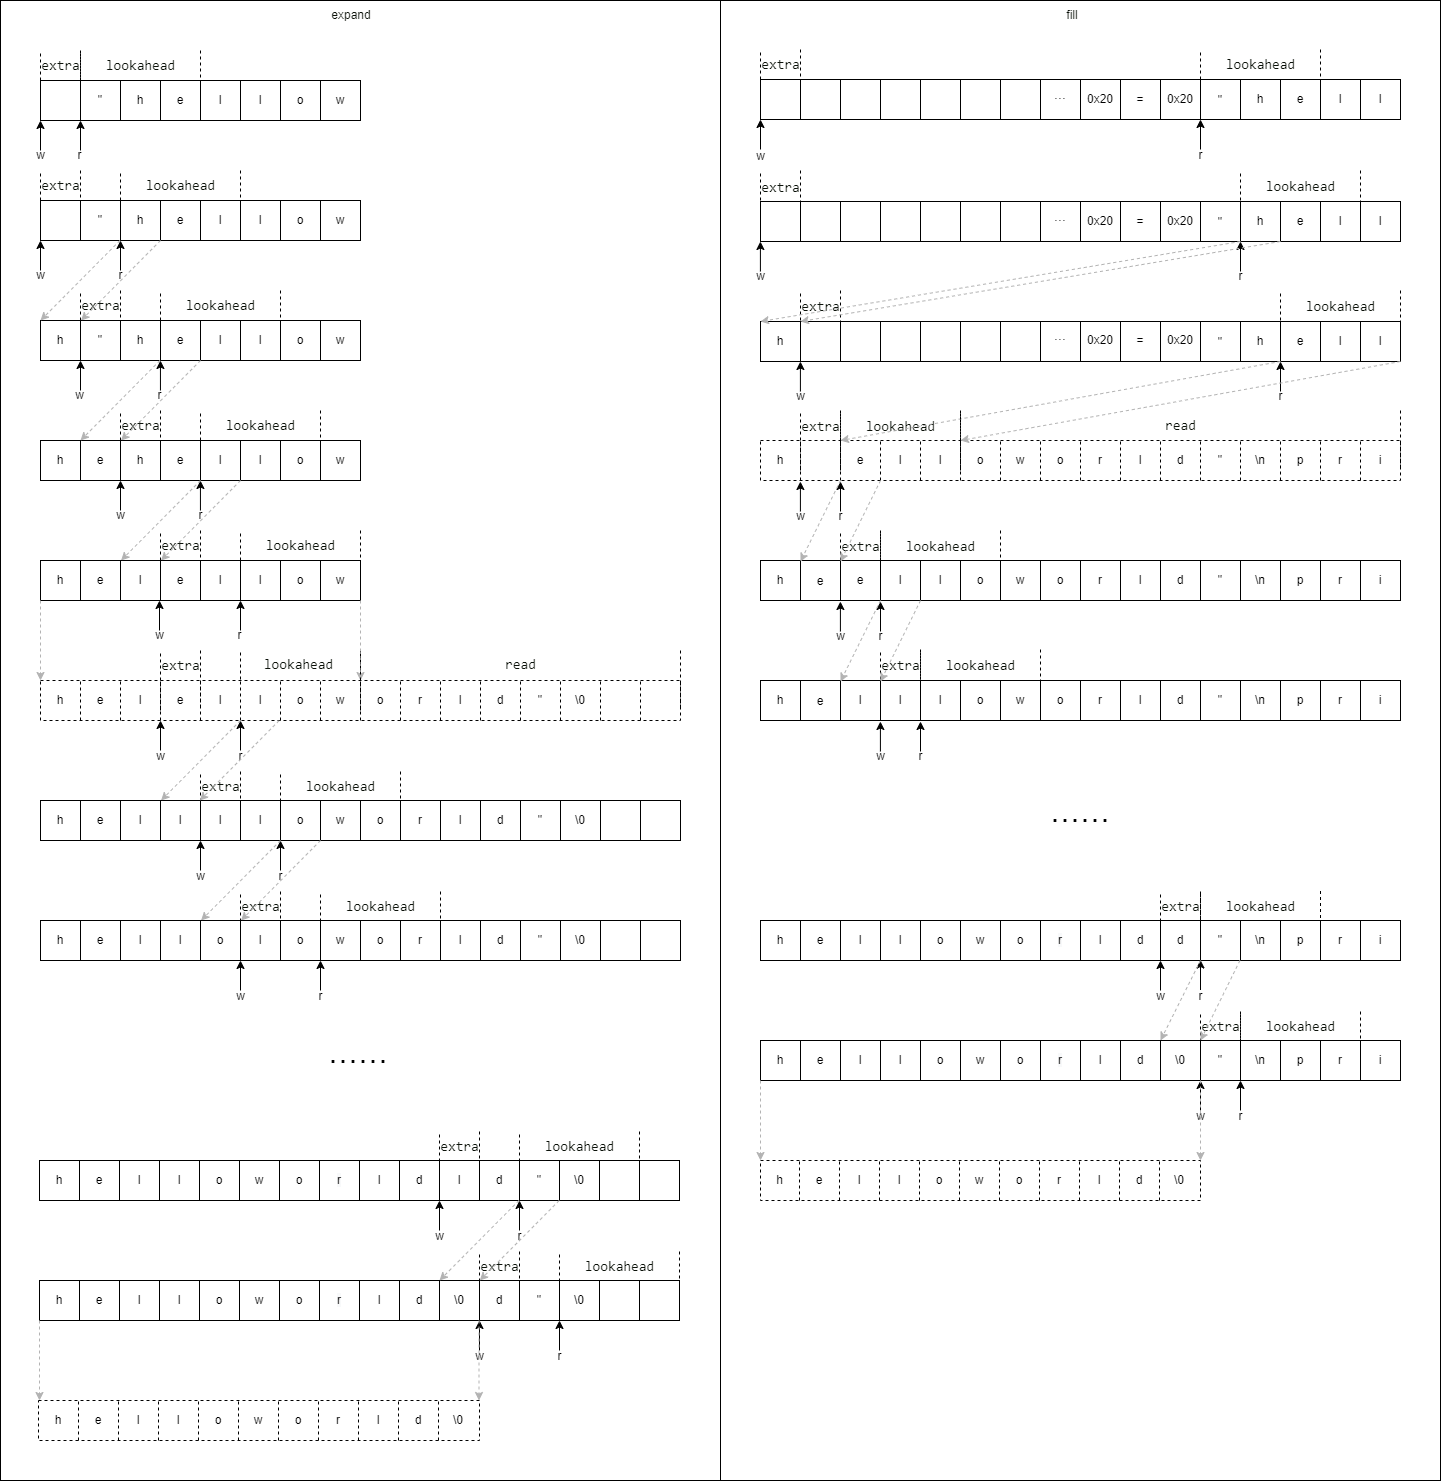 expand
extra lookahead
" h e l l o w
w r
extra lookahead
" h e l l o w
w r
extra lookahead
h " h e l l o w
w r
extra lookahead
h e h e l l o w
w r
extra lookahead
h e l e l l o w
w r
extra lookahead read
h e l e l l o w o r l d " \0
w r
extra lookahead
h e l l l l o w o r l d " \0
w r
extra lookahead
h e l l o l o w o r l d " \0
w r
......
extra lookahead
h e l l o w o r l d l d " \0
w r
extra lookahead
h e l l o w o r l d \0 d " \0
w r
h e l l o w o r l d \0
fill
extra lookahead
... 0x20 = 0x20 " h e l l
w r
extra lookahead
... 0x20 = 0x20 " h e l l
w r
extra lookahead
h ... 0x20 = 0x20 " h e l l
w r
extra lookahead read
h e l l o w o r l d " \n p r i
w r
extra lookahead
h e e l l o w o r l d " \n p r i
w r
extra lookahead
h e l l l o w o r l d " \n p r i
w r
......
extra lookahead
h e l l o w o r l d d " \n p r i
w r
extra lookahead
h e l l o w o r l d \0 " \n p r i
w r
h e l l o w o r l d \0